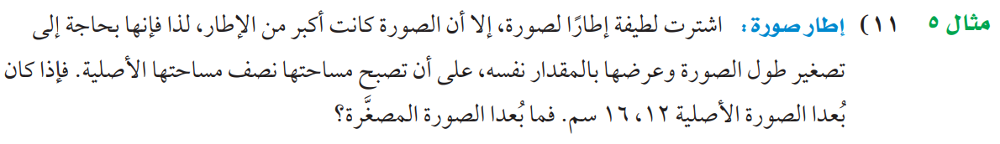 مثال ٥ ١١) إطار صورة: اشترت لطيفة إطارًا لصورة، إلا أن الصورة كانت أكبر من الإطار، لذا فإنها بحاجة إلى
تصغير طول الصورة وعرضها بالمقدار نفسه، على أن تصبح مساحتها نصف مساحتها الأصلية. فإذا كان
بُعدا الصورة الأصلية ١٢، ١٦ سم. فما بُعدا الصورة المصغَّرة؟